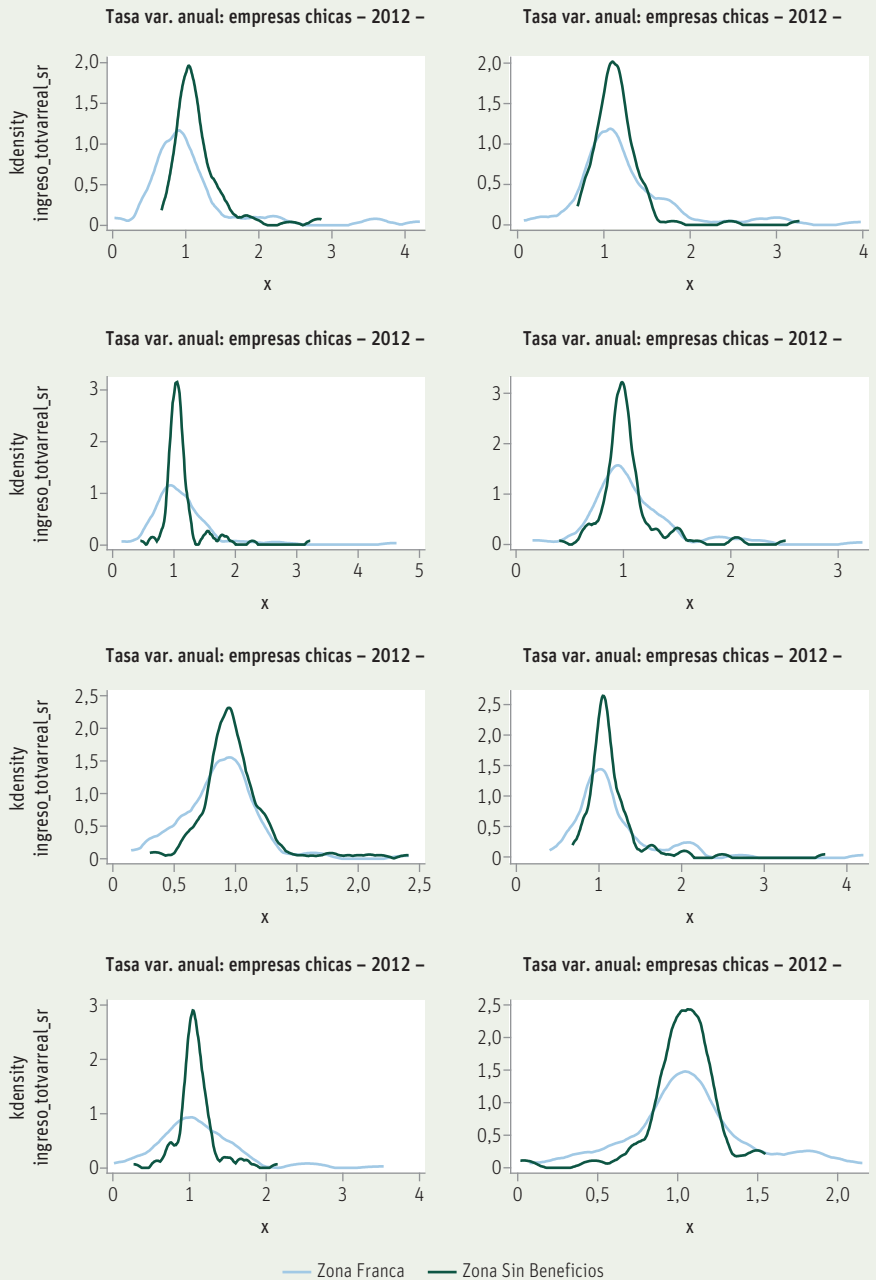 Tasa var. anual: empresas chicas – 2012 –
kdensity
ingreso_totvarreal_sr
2,0
1,5
1,0
0,5
0
0 1 2 3 4
x
Tasa var. anual: empresas chicas – 2012 –
2,0
1,5
1,0
0,5
0
0 1 2 3 4
x
Tasa var. anual: empresas chicas – 2012 –
kdensity
ingreso_totvarreal_sr
3
2
1
0
0 1 2 3 4 5
x
Tasa var. anual: empresas chicas – 2012 –
3
2
1
0
0 1 2 3
x
Tasa var. anual: empresas chicas – 2012 –
kdensity
ingreso_totvarreal_sr
2,5
2,0
1,5
1,0
0,5
0
0 0,5 1,0 1,5 2,0 2,5
x
Tasa var. anual: empresas chicas – 2012 –
2,5
2,0
1,5
1,0
0,5
0
0 1 2 3 4
x
Tasa var. anual: empresas chicas – 2012 –
kdensity
ingreso_totvarreal_sr
3
2
1
0
0 1 2 3 4
x
Tasa var. anual: empresas chicas – 2012 –
2,5
2,0
1,5
1,0
0,5
0
0 0,5 1,0 1,5 2,0
x
Zona Franca Zona Sin Beneficios